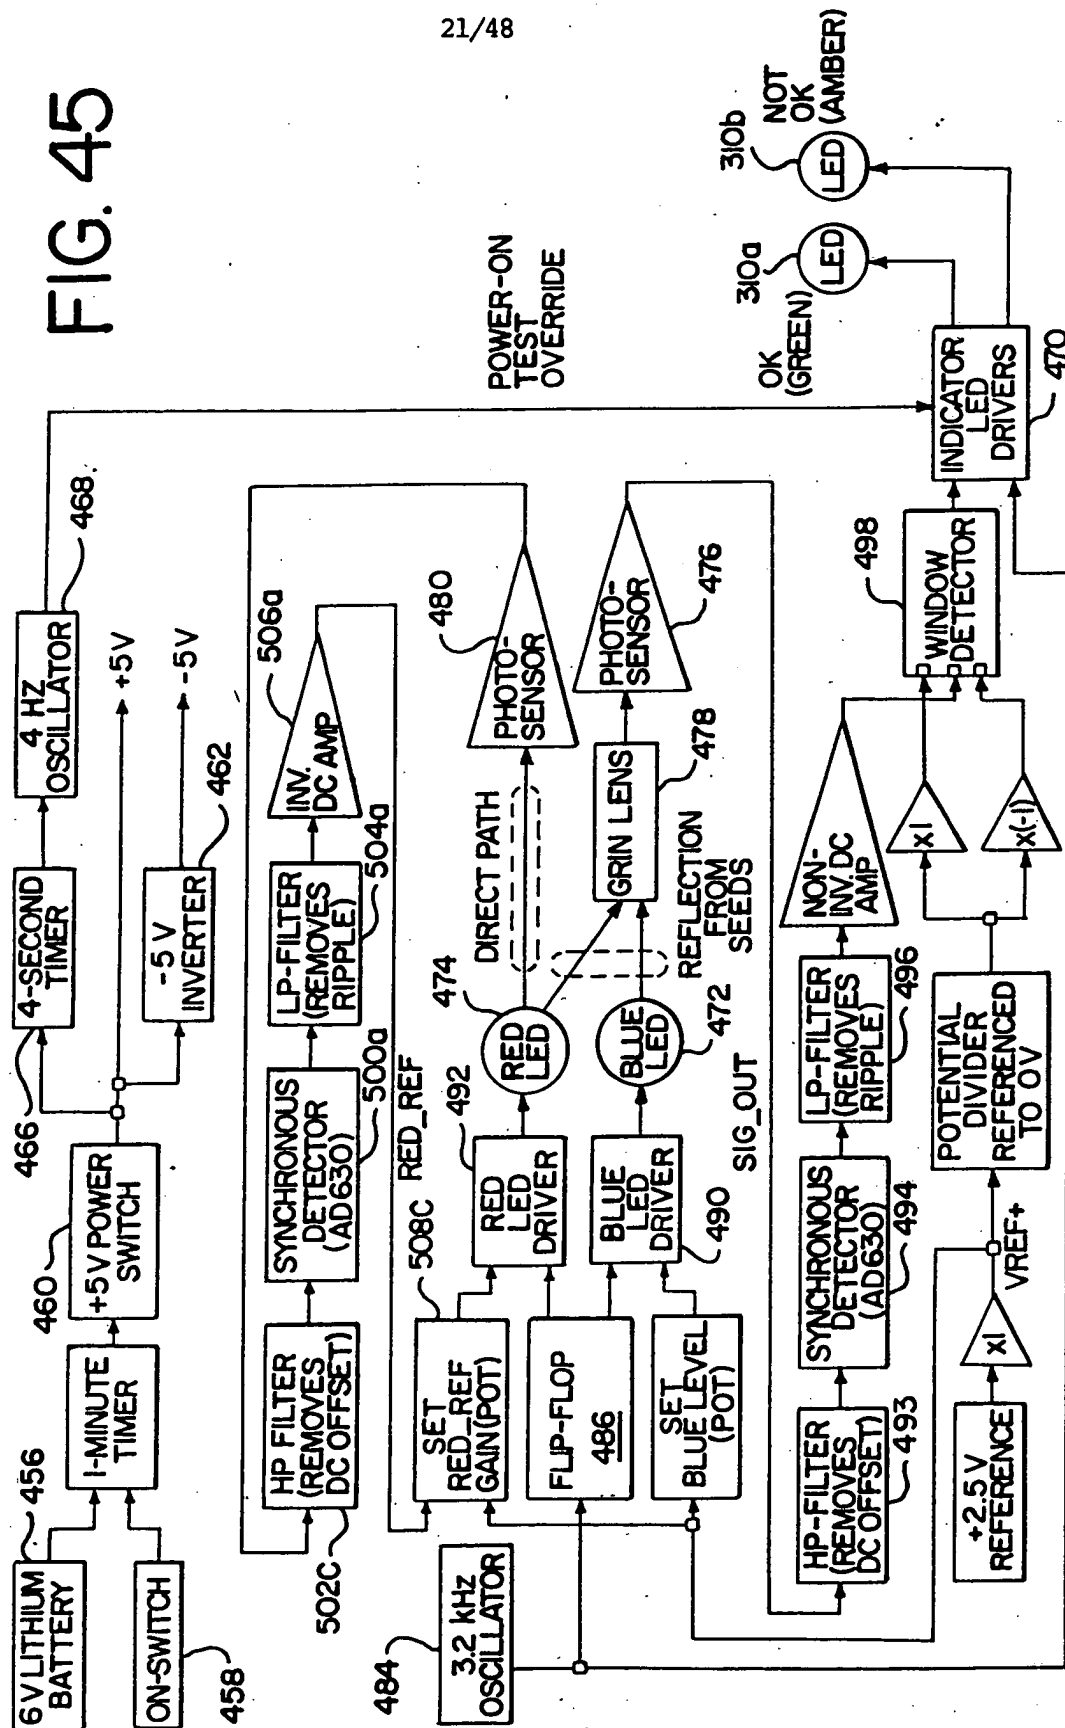 21/48
FIG. 45
6 V LITHIUM
BATTERY
456
ON-SWITCH
458
1-MINUTE
TIMER
+5 V POWER
SWITCH
460
4-SECOND
TIMER
466
-5 V
INVERTER
462
4 HZ
OSCILLATOR
468
+5V
-5V
POWER-ON
TEST
OVERRIDE
HP FILTER
(REMOVES
DC OFFSET)
502C
SYNCHRONOUS
DETECTOR
(AD630)
500a
LP-FILTER
(REMOVES
RIPPLE)
504a
INV.
DC AMP
506a
RED_REF
SET
RED_REF
GAIN (POT)
508C
RED
LED
DRIVER
492
RED
LED
474
DIRECT PATH
PHOTO-
SENSOR
480
3.2 kHz
OSCILLATOR
484
FLIP-FLOP
486
SET
BLUE LEVEL
(POT)
BLUE
LED
DRIVER
490
BLUE
LED
472
REFLECTION
FROM
SEEDS
GRIN LENS
478
PHOTO-
SENSOR
476
SIG_OUT
HP-FILTER
(REMOVES
DC OFFSET)
493
SYNCHRONOUS
DETECTOR
(AD630)
494
LP-FILTER
(REMOVES
RIPPLE)
496
NON-
INV. DC
AMP
+2.5 V
REFERENCE
X1
VREF+
POTENTIAL
DIVIDER
REFERENCED
TO 0V
X1
X(-1)
WINDOW
DETECTOR
498
INDICATOR
LED
DRIVERS
470
OK
(GREEN)
310a
LED
310b
LED
NOT
OK
(AMBER)